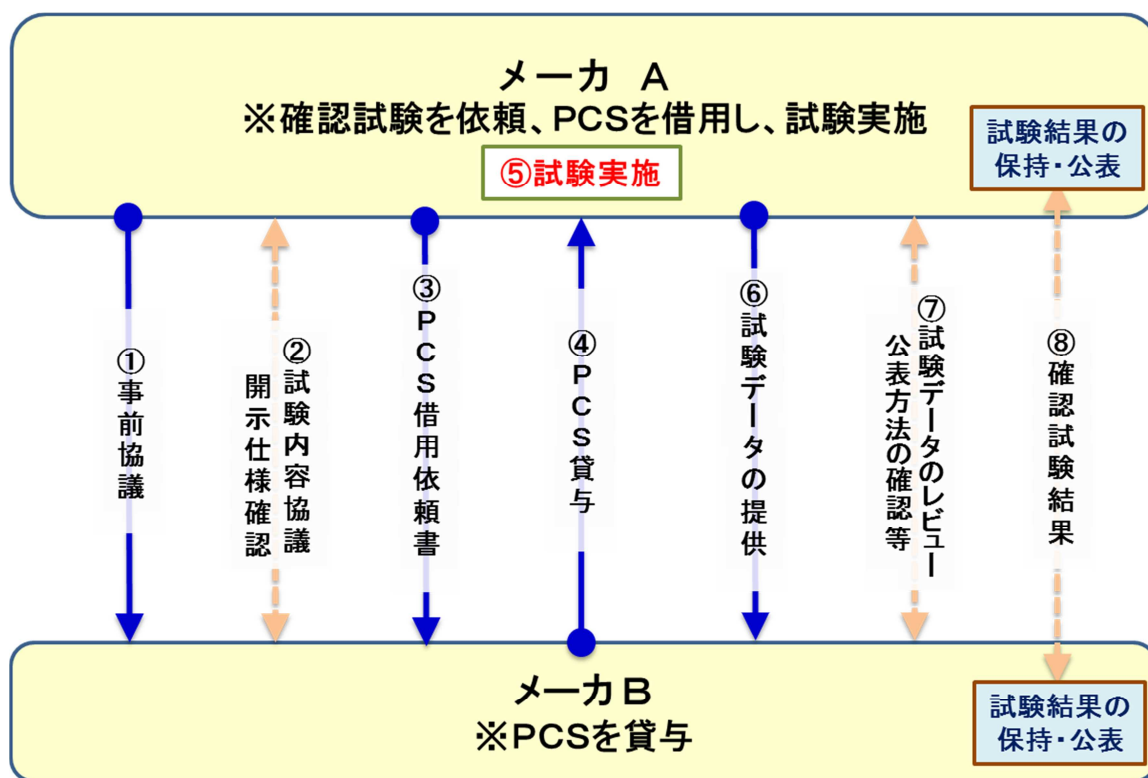 メーカ A
※確認試験を依頼、PCSを借用し、試験実施
⑤試験実施
試験結果の
保持・公表
①事前協議
②試験内容協議
開示仕様確認
③PCS借用依頼書
④PCS貸与
⑥試験データの提供
⑦試験データのレビュー
公表方法の確認等
⑧確認試験結果
メーカB
※PCSを貸与
試験結果の
保持・公表